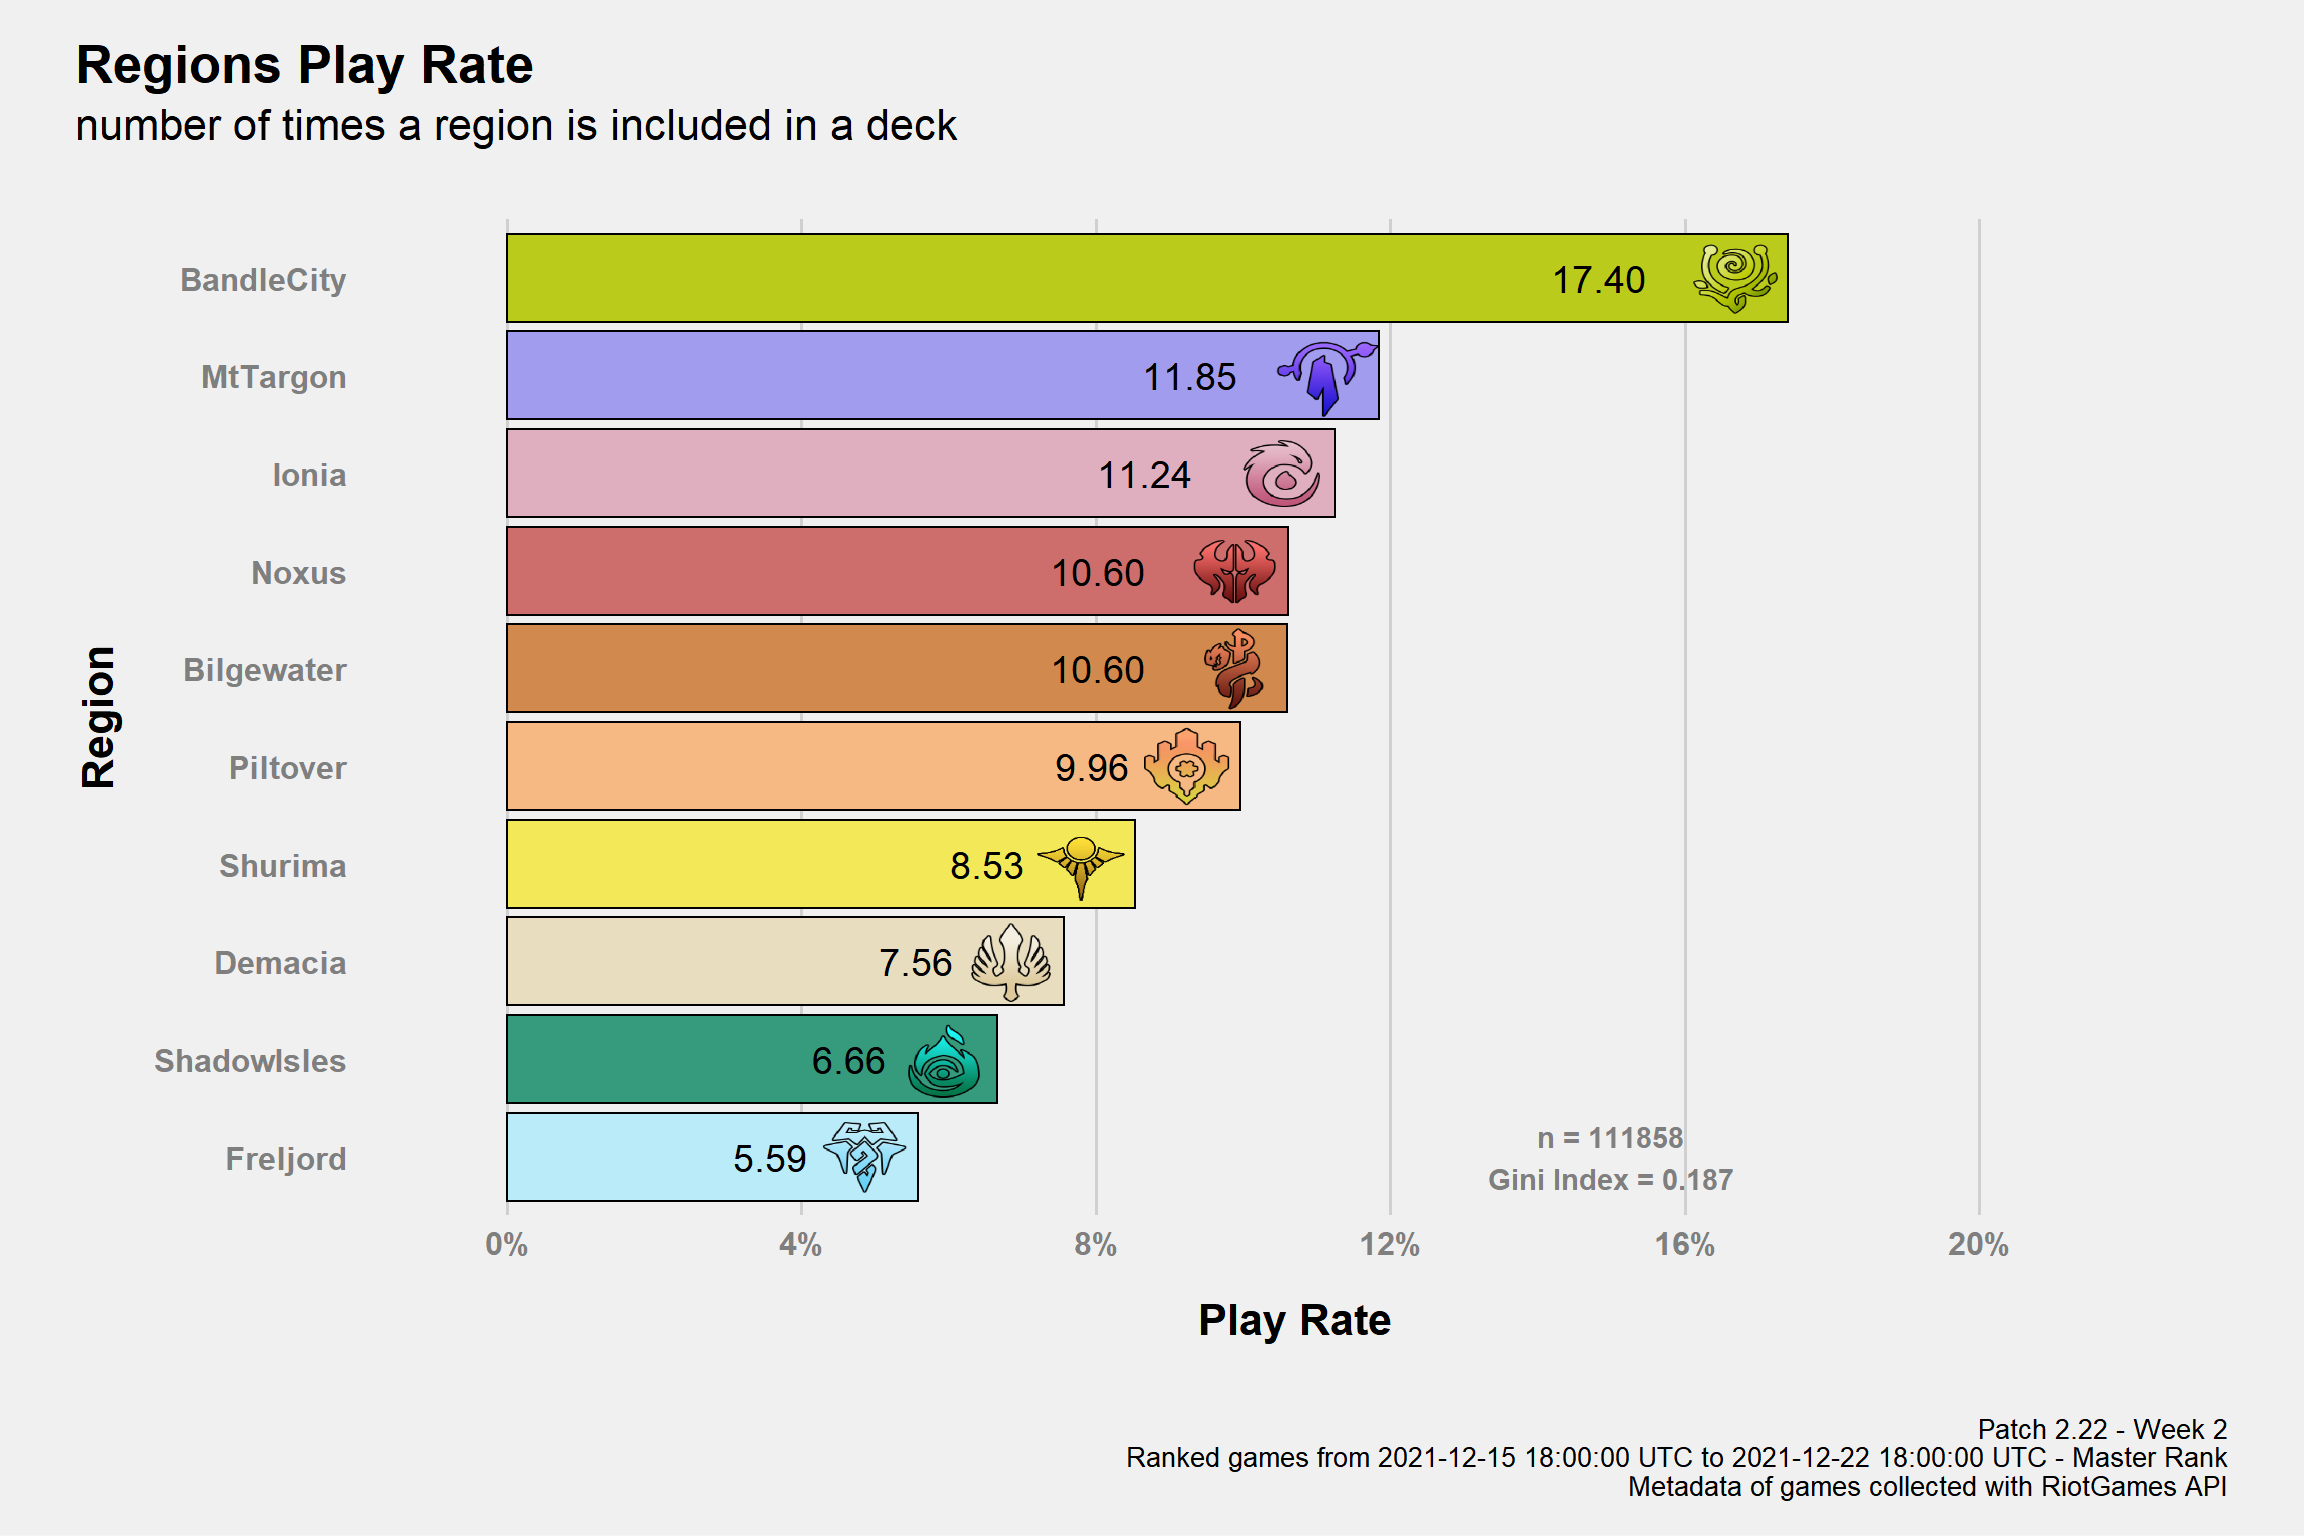 Regions Play Rate
number of times a region is included in a deck
BandleCity
17.40
MtTargon
11.85
Ionia
11.24
Noxus
10.60
Bilgewater
10.60
Piltover
9.96
Shurima
8.53
Demacia
7.56
ShadowIsles
6.66
Freljord
5.59
Region
n = 111858
Gini Index = 0.187
0%
4%
8%
12%
16%
20%
Play Rate
Patch 2.22 - Week 2
Ranked games from 2021-12-15 18:00:00 UTC to 2021-12-22 18:00:00 UTC - Master Rank
Metadata of games collected with RiotGames API